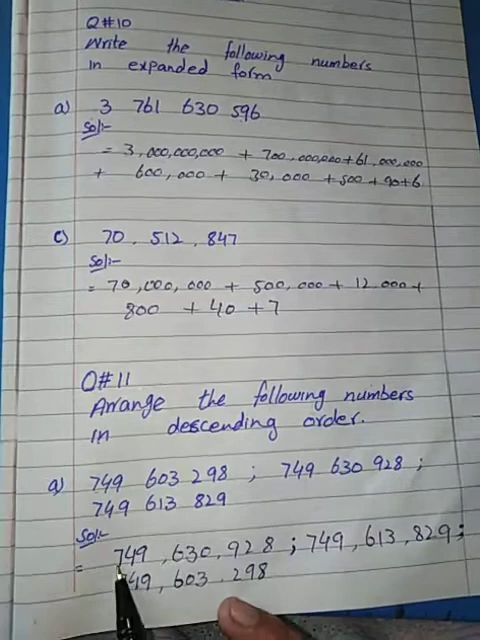 Q#10
Write the following numbers
in expanded form
a) 3 761 630 596
Sol:-
= 3,000,000,000 + 700,000,000+61,000,000
+ 600,000 + 30,000 +500+90+6
c) 70, 512, 847
Sol:-
= 70,000,000 + 500,000+ 12 000+
800 +40+7
Q#11
Arrange the following numbers
in descending order.
a) 749 603 298 ; 749 630 928 ;
749 613 829
Sol:-
= 749,630,928 ; 749,613,829;
749, 603.298